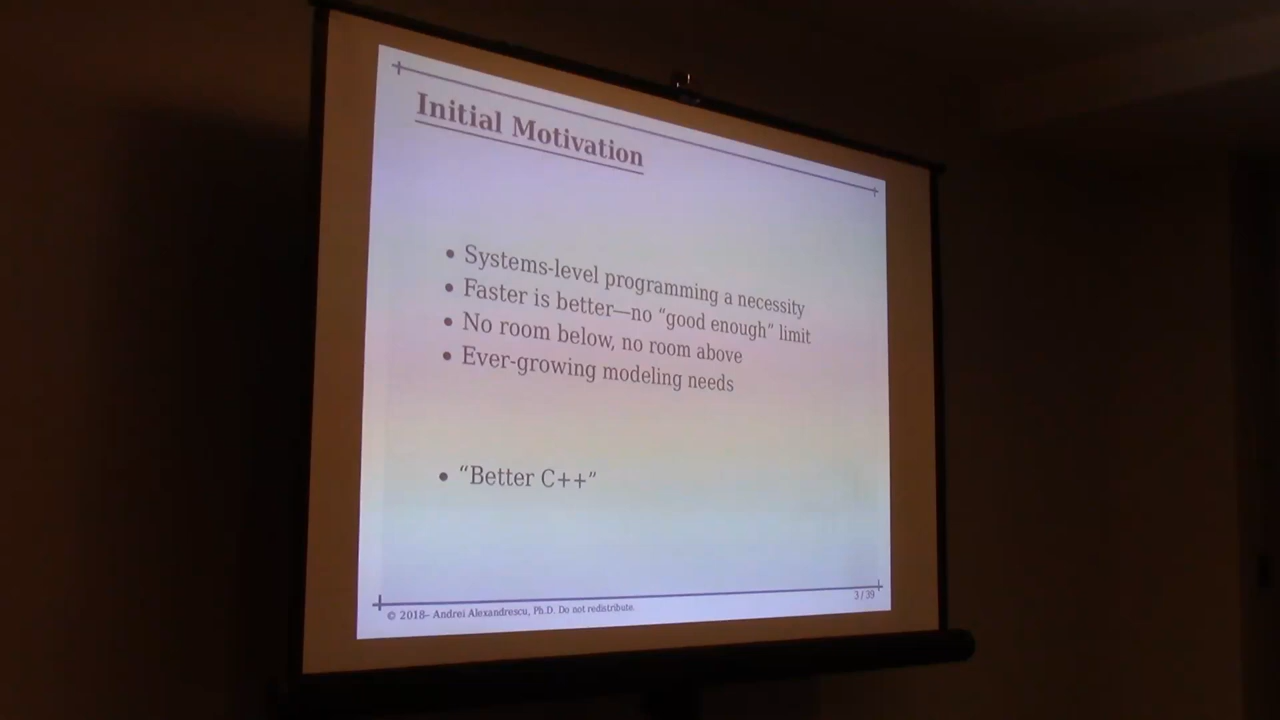 Initial Motivation
• Systems-level programming a necessity
• Faster is better—no “good enough” limit
• No room below, no room above
• Ever-growing modeling needs
• “Better C++”
3 / 39
© 2018– Andrei Alexandrescu, Ph.D. Do not redistribute.